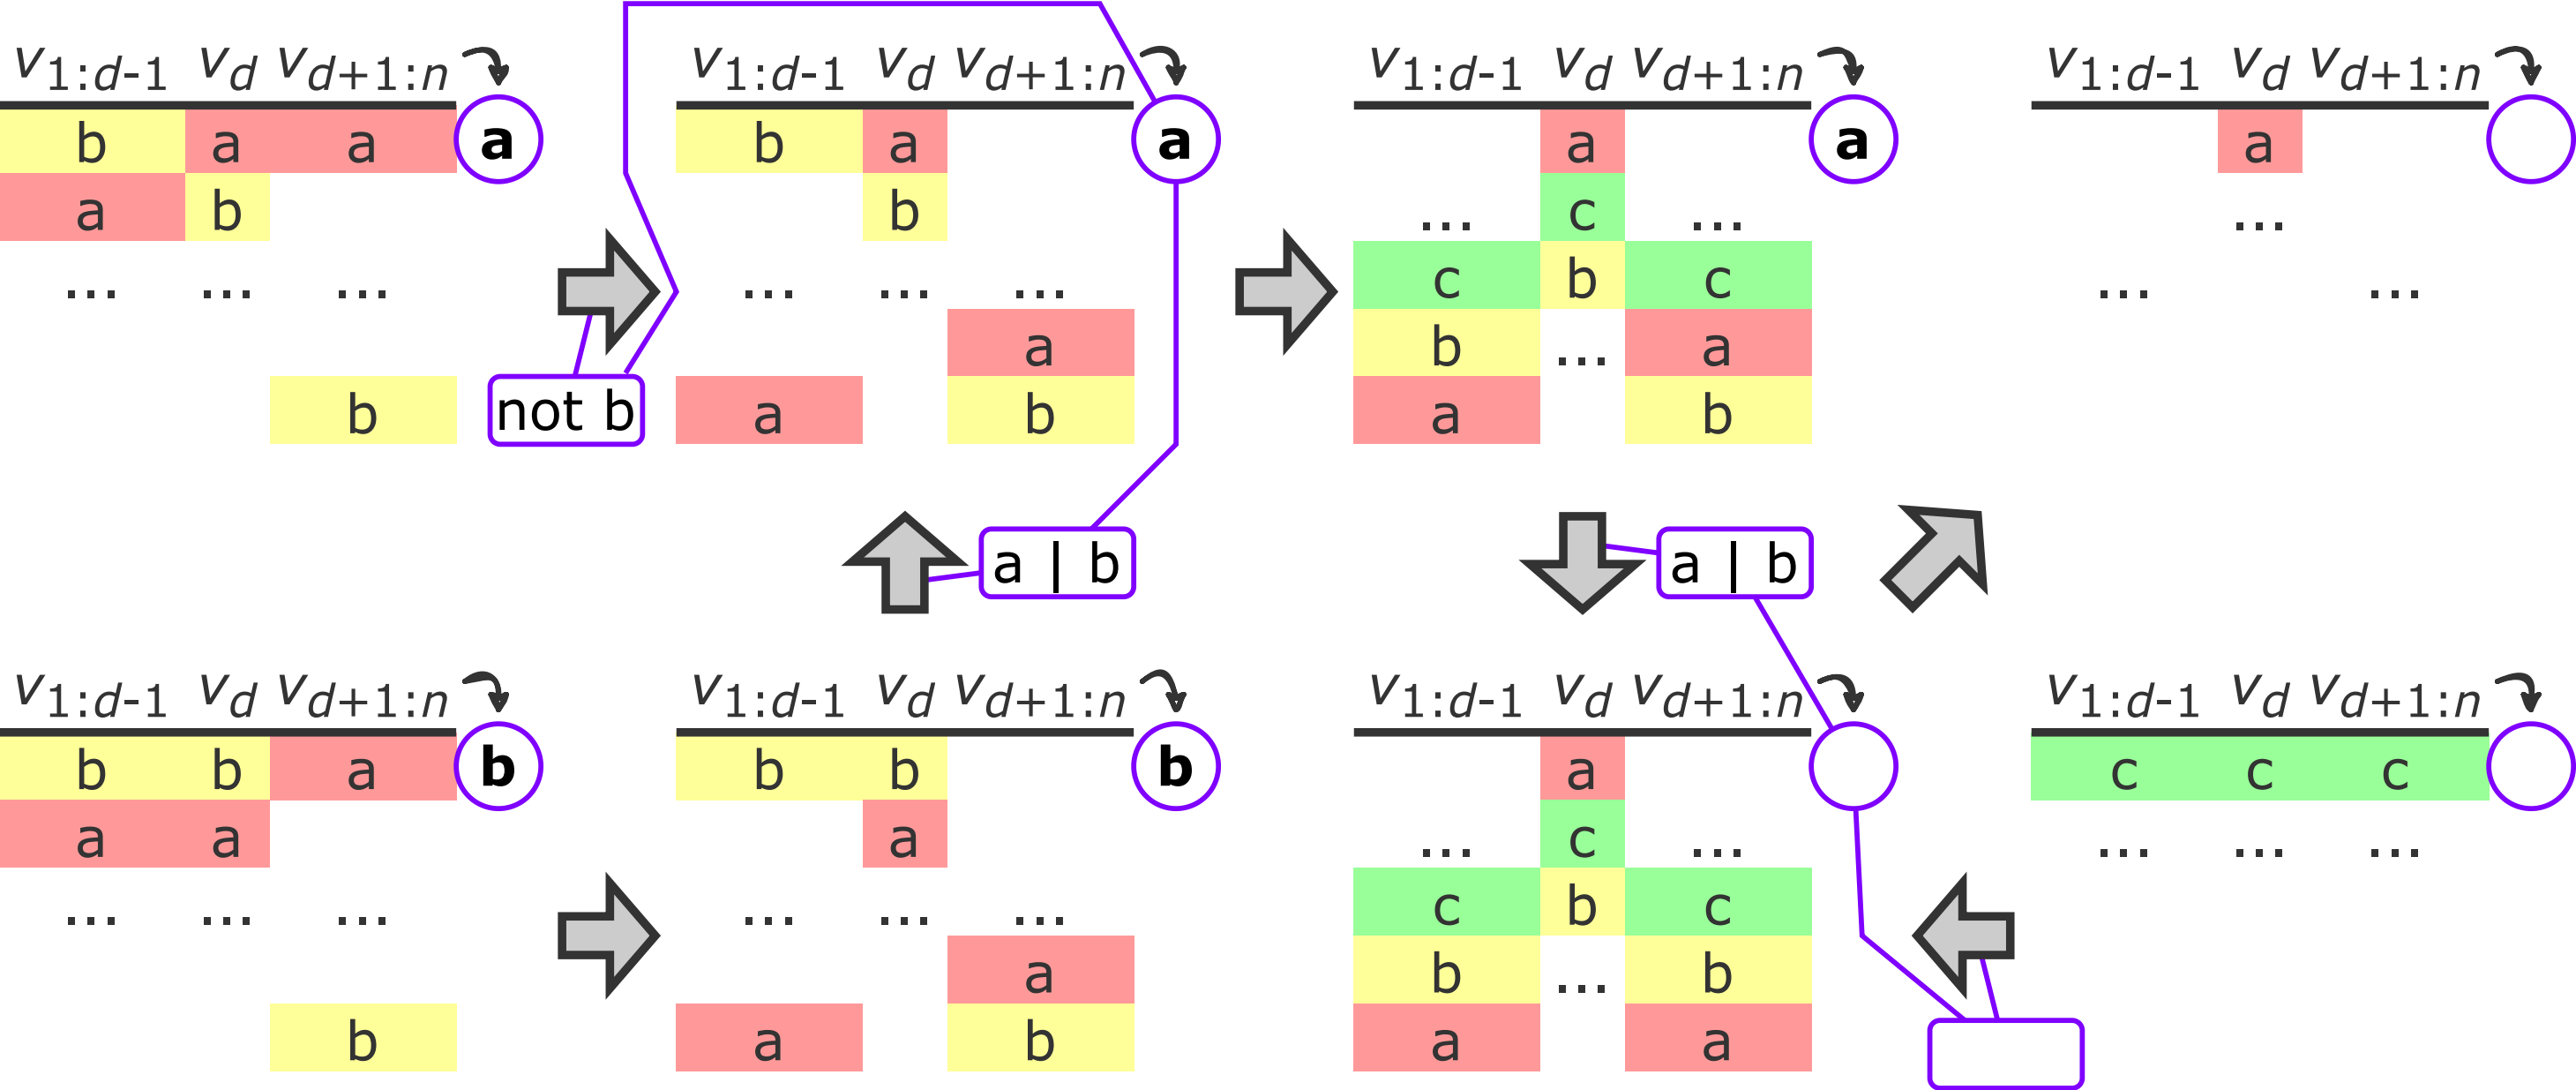 v1:d-1 vd vd+1:n
b a a a
a b
... ... ...
b
not b
v1:d-1 vd vd+1:n
b a a
b
... ... ...
a
a b
a | b
v1:d-1 vd vd+1:n
a a
... c ...
c b c
b ... a
a b
a | b
v1:d-1 vd vd+1:n
a
...
... ...
v1:d-1 vd vd+1:n
b b a b
a a
... ... ...
b
v1:d-1 vd vd+1:n
b b b
a
... ... ...
a
a b
v1:d-1 vd vd+1:n
a
... c ...
c b c
b ... b
a a
v1:d-1 vd vd+1:n
c c c
... ... ...